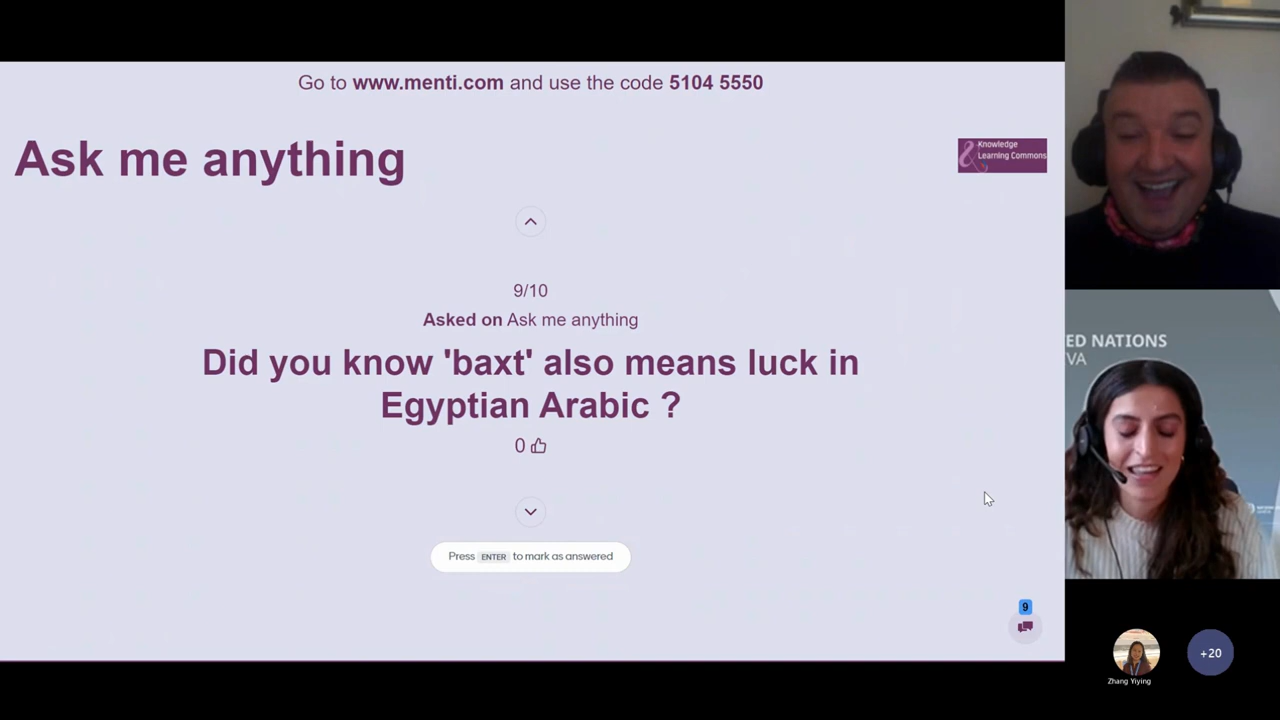 Go to www.menti.com and use the code 5104 5550
Ask me anything
Knowledge
Learning Commons
9/10
Asked on Ask me anything
Did you know 'baxt' also means luck in
Egyptian Arabic ?
0
Press ENTER to mark as answered
9
ED NATIONS
VA
Zhang Yiying
+20